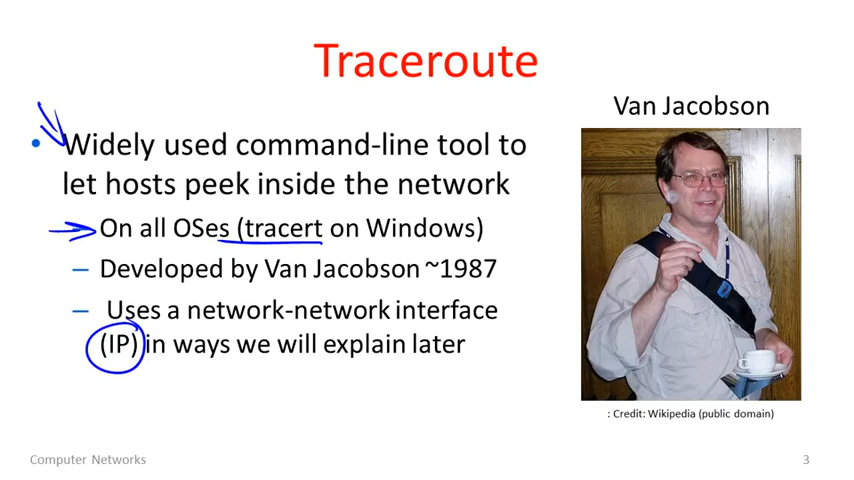 Traceroute
Van Jacobson
• Widely used command-line tool to
let hosts peek inside the network
On all OSes (tracert on Windows)
– Developed by Van Jacobson ~1987
– Uses a network-network interface
(IP) in ways we will explain later
: Credit: Wikipedia (public domain)
Computer Networks
3